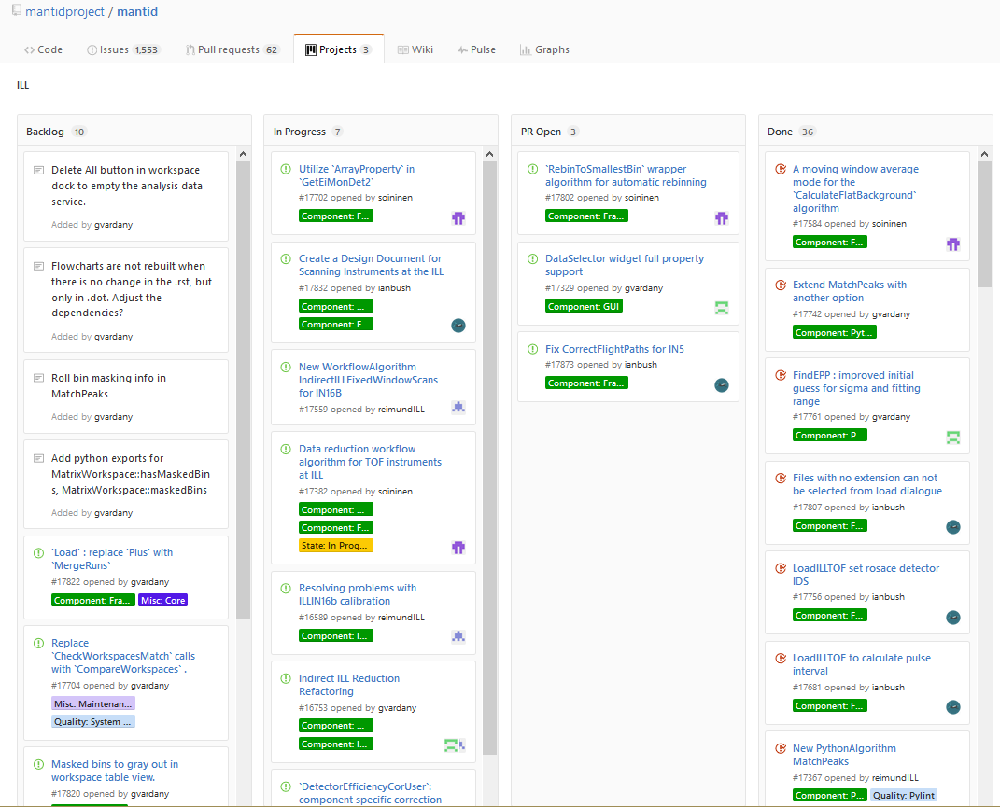 mantidproject / mantid
Code
Issues 1,553
Pull requests 62
Projects 3
Wiki
Pulse
Graphs
ILL
Backlog 10
Delete All button in workspace
dock to empty the analysis data
service.
Added by gvardany
Flowcharts are not rebuilt when
there is no change in the .rst, but
only in .dot. Adjust the
dependencies?
Added by gvardany
Roll bin masking info in
MatchPeaks
Added by gvardany
Add python exports for
MatrixWorkspace::hasMaskedBin
s, MatrixWorkspace::maskedBins
Added by gvardany
`Load` : replace `Plus` with
`MergeRuns`
#17822 opened by gvardany
Component: Fra... Misc: Core
Replace
`CheckWorkspacesMatch` calls
with `CompareWorkspaces` .
#17704 opened by gvardany
Misc: Maintenan...
Quality: System ...
Masked bins to gray out in
workspace table view.
#17820 opened by gvardany
In Progress 7
Utilize `ArrayProperty` in
`GetEiMonDet2`
#17702 opened by soininen
Component: F...
Create a Design Document for
Scanning Instruments at the ILL
#17832 opened by ianbush
Component: ...
Component: F...
New WorkflowAlgorithm
IndirectILLFixedWindowScans
for IN16B
#17559 opened by reimundILL
Data reduction workflow
algorithm for TOF instruments
at ILL
#17382 opened by soininen
Component: ...
Component: F...
State: In Prog...
Resolving problems with
ILLIN16b calibration
#16589 opened by reimundILL
Component: I...
Indirect ILL Reduction
Refactoring
#16753 opened by gvardany
Component: ...
Component: I...
`DetectorEfficiencyCorUser`:
component specific correction
PR Open 3
`RebinToSmallestBin` wrapper
algorithm for automatic rebinning
#17802 opened by soininen
Component: Fra...
DataSelector widget full property
support
#17329 opened by gvardany
Component: GUI
Fix CorrectFlightPaths for IN5
#17873 opened by ianbush
Component: Fra...
Done 36
A moving window average
mode for the
`CalculateFlatBackground`
algorithm
#17584 opened by soininen
Component: F...
Extend MatchPeaks with
another option
#17742 opened by gvardany
Component: Pyt...
FindEPP : improved initial
guess for sigma and fitting
range
#17761 opened by gvardany
Component: P...
Files with no extension can not
be selected from load dialogue
#17807 opened by ianbush
Component: F...
LoadILLTOF set rosace detector
IDS
#17756 opened by ianbush
Component: F...
LoadILLTOF to calculate pulse
interval
#17681 opened by ianbush
Component: F...
New PythonAlgorithm
MatchPeaks
#17367 opened by reimundILL
Component: P... Quality: Pylint